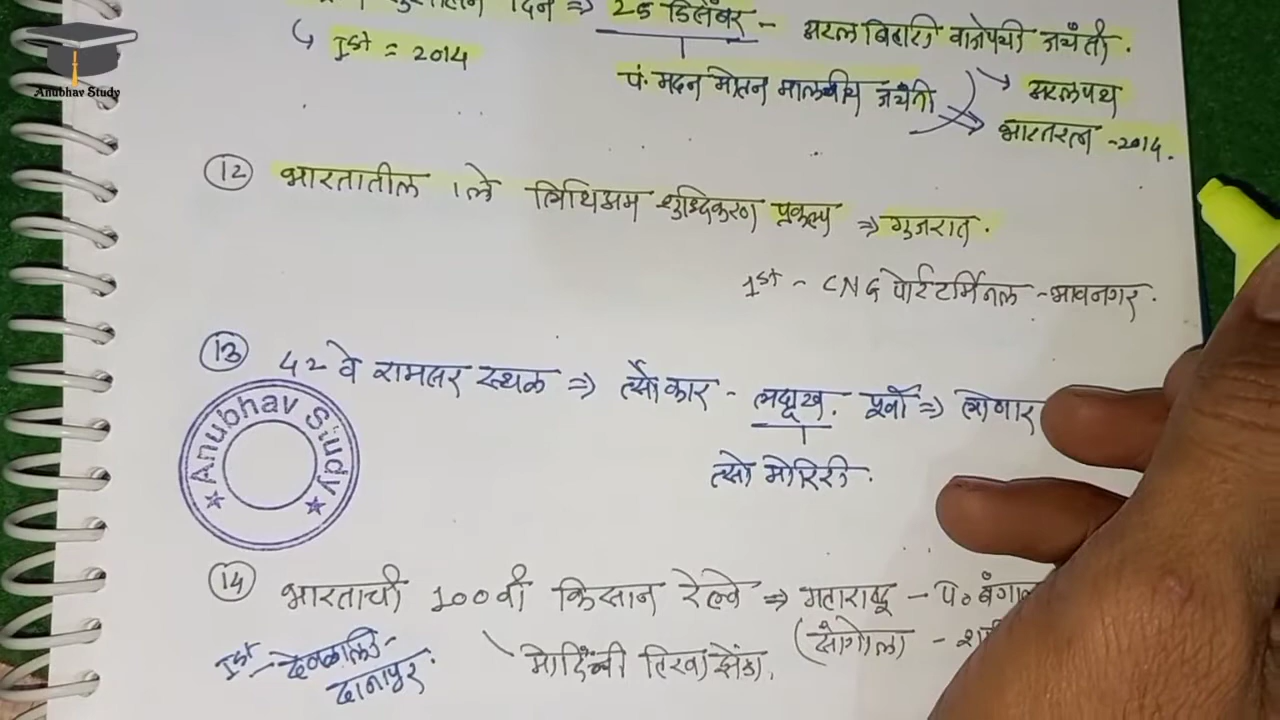 दिन ⇒ 25 डिसेंबर - अटल बिहारी वाजपेयी जयंती.
↳ Ist = 2014
पं. मदन मोहन मालवीय जयंती
अटलपथ
भारतरत्न -2014.
Anubhav Study
(12) भारतातील 1ले लिथिअम शुध्दिकरण प्रकल्प ⇒ गुजरात.
1st - CNG पोर्टटर्मिनल - भावनगर.
(13) 42 वे रामसर स्थळ ⇒ त्सो कार - लद्दाख. पूर्वी ⇒ लोणार
त्सो मोरिरी.
Anubhav Study
(14) भारताची 100वी किसान रेल्वे ⇒ महाराष्ट्र - प. बंगाल
(सांगोला -
Ist - देवळाली - दानापुर.
मोदींनी हिरवा झेंडा.